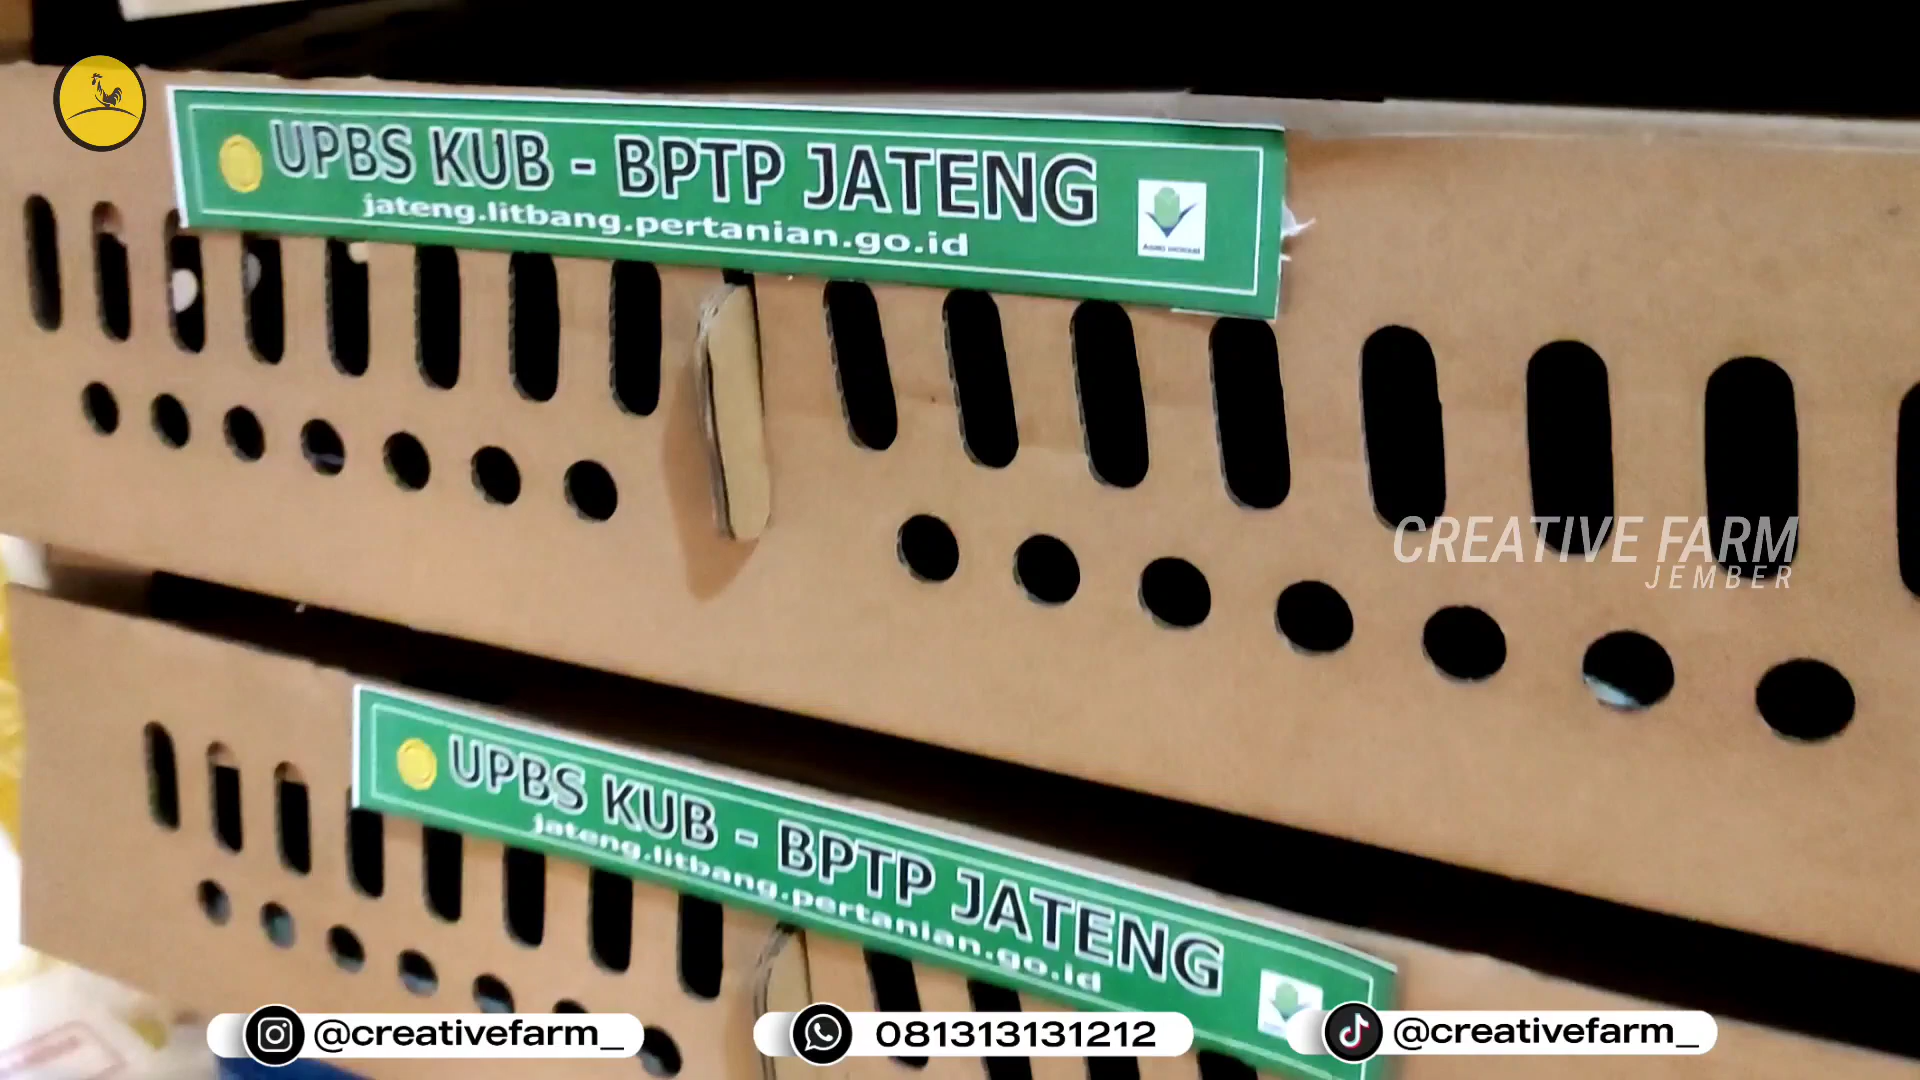 UPBS KUB - BPTP JATENG
jateng.litbang.pertanian.go.id
CREATIVE FARM
JEMBER
UPBS KUB - BPTP JATENG
jateng.litbang.pertanian.go.id
@creativefarm_
081313131212
@creativefarm_